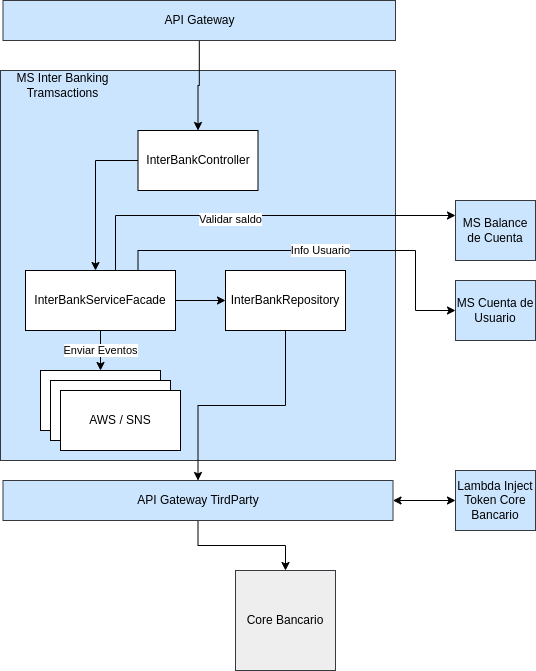 API Gateway
MS Inter Banking
Tramsactions
InterBankController
Validar saldo
MS Balance
de Cuenta
Info Usuario
InterBankServiceFacade
InterBankRepository
MS Cuenta de
Usuario
Enviar Eventos
AWS / SNS
API Gateway TirdParty
Lambda Inject
Token Core
Bancario
Core Bancario